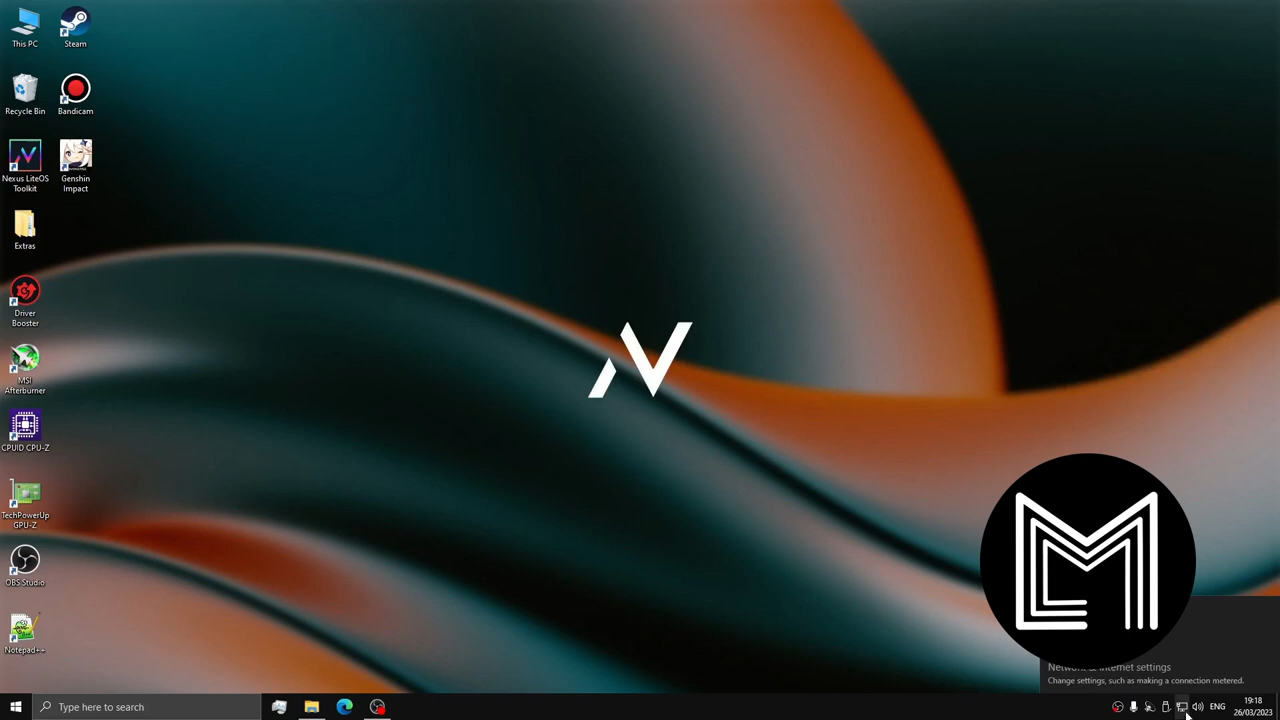 This PC
Steam
Recycle Bin
Bandicam
Nexus LiteOS
Toolkit
Genshin
Impact
Extras
Driver
Booster
MSI
Afterburner
CPUID CPU-Z
TechPowerUp
GPU-Z
OBS Studio
Notepad++
Network & Internet settings
Change settings, such as making a connection metered.
Type here to search
ENG
19:18
26/03/2023